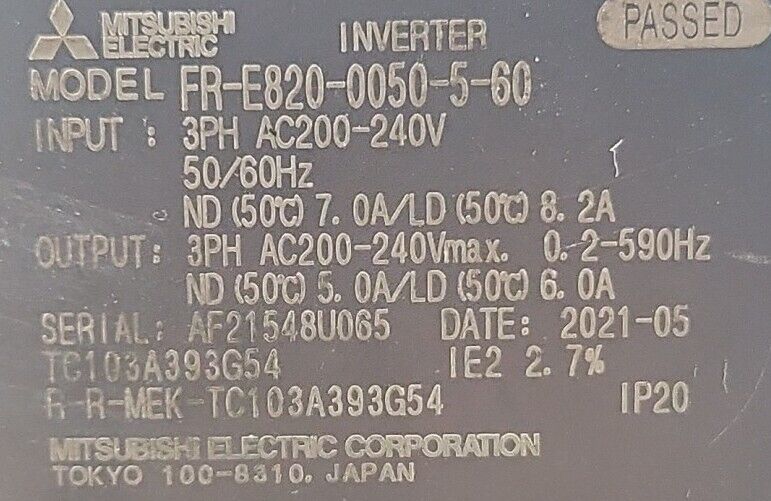 MITSUBISHI
ELECTRIC
INVERTER
PASSED
MODEL FR-E820-0050-5-60
INPUT : 3PH AC200-240V
50/60Hz
ND (50℃) 7. 0A/LD (50℃) 8. 2A
OUTPUT: 3PH AC200-240Vmax. 0. 2-590Hz
ND (50℃) 5. 0A/LD (50℃) 6. 0A
SERIAL: AF21548U065 DATE: 2021-05
TC103A393G54 IE2 2. 7%
R-R-MEK-TC103A393G54 IP20
MITSUBISHI ELECTRIC CORPORATION
TOKYO 100-8310, JAPAN